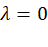 λ = 0